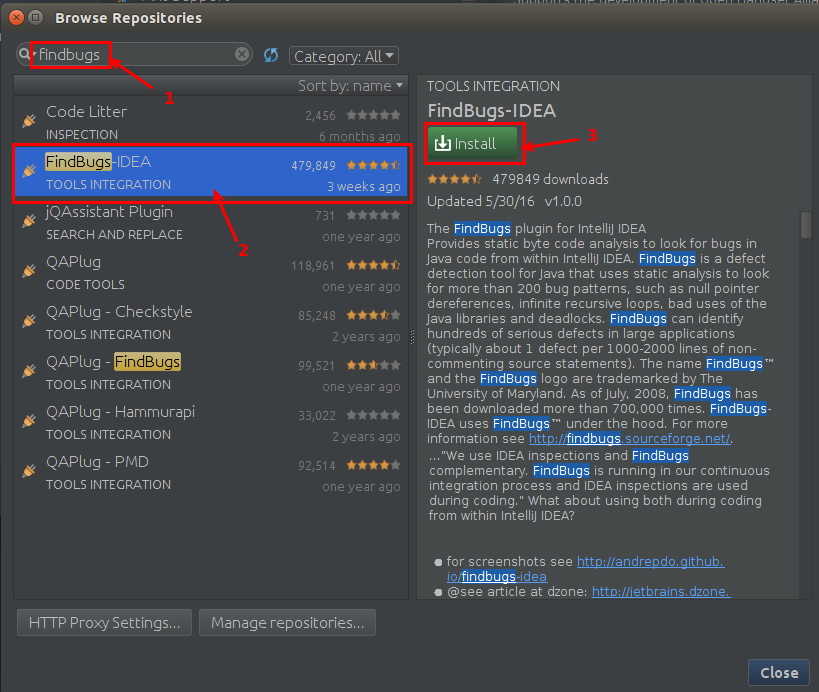 Browse Repositories
findbugs
Category: All
1
Sort by: name
Code Litter
2,456
INSPECTION
6 months ago
FindBugs-IDEA
479,849
TOOLS INTEGRATION
3 weeks ago
jQAssistant Plugin
731
SEARCH AND REPLACE
one year ago
2
QAPlug
118,961
CODE TOOLS
one year ago
QAPlug - Checkstyle
85,248
TOOLS INTEGRATION
2 years ago
QAPlug - FindBugs
99,521
TOOLS INTEGRATION
one year ago
QAPlug - Hammurapi
33,022
TOOLS INTEGRATION
2 years ago
QAPlug - PMD
92,514
TOOLS INTEGRATION
one year ago
TOOLS INTEGRATION
FindBugs-IDEA
Install
3
479849 downloads
Updated 5/30/16 v1.0.0
The FindBugs plugin for IntelliJ IDEA
Provides static byte code analysis to look for bugs in
Java code from within IntelliJ IDEA. FindBugs is a defect
detection tool for Java that uses static analysis to look
for more than 200 bug patterns, such as null pointer
dereferences, infinite recursive loops, bad uses of the
Java libraries and deadlocks. FindBugs can identify
hundreds of serious defects in large applications
(typically about 1 defect per 1000-2000 lines of non-
commenting source statements). The name FindBugs™
and the FindBugs logo are trademarked by The
University of Maryland. As of July, 2008, FindBugs has
been downloaded more than 700,000 times. FindBugs-
IDEA uses FindBugs™ under the hood. For more
information see http://findbugs.sourceforge.net/.
..."We use IDEA inspections and FindBugs
complementary. FindBugs is running in our continuous
integration process and IDEA inspections are used
during coding." What about using both during coding
from within IntelliJ IDEA?
for screenshots see http://andrepdo.github.
io/findbugs-idea
@see article at dzone: http://jetbrains.dzone.
HTTP Proxy Settings...
Manage repositories...
Close